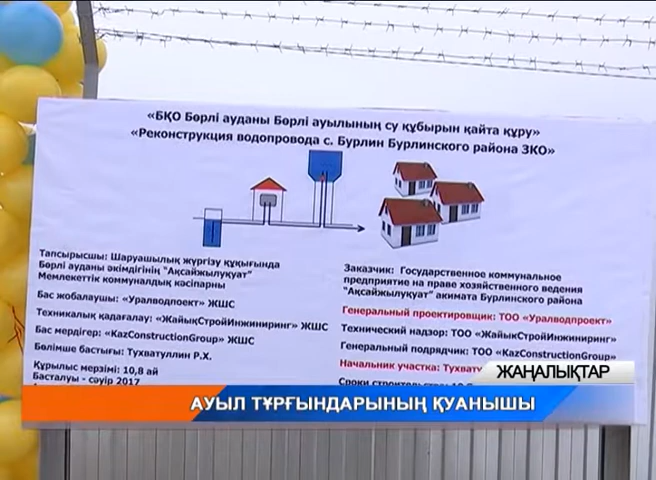 «БҚО Бөрлі ауданы Бөрлі ауылының су құбырын қайта құру»
«Реконструкция водопровода с. Бурлин Бурлинского района ЗКО»
Тапсырысшы: Шаруашылық жүргізу құқығында
Бөрлі ауданы әкімдігінің "Ақсайжылуқуат"
Мемлекеттік коммуналдық кәсіпарны
Бас жобалаушы: «Уралводпоект» ЖШС
Техникалық қадағалау: «ЖайықСтройИнжиниринг» ЖШС
Бас мердігер: «KazConstructionGroup» ЖШС
Бөлімше бастығы: Тухватуллин Р.Х.
Құрылыс мерзімі: 10,8 ай
Басталуы - сәуір 2017
Заказчик: Государственное коммунальное
предприятие на праве хозяйственного ведения
"Ақсайжылуқуат" акимата Бурлинского района
Генеральный проектировщик: ТОО «Уралводпроект»
Технический надзор: ТОО «ЖайыкСтройИнжиниринг»
Генеральный подрядчик: ТОО «KazConstructionGroup»
Начальник участка:
Сроки строительства:
ЖАҢАЛЫҚТАР
АУЫЛ ТҰРҒЫНДАРЫНЫҢ ҚУАНЫШЫ